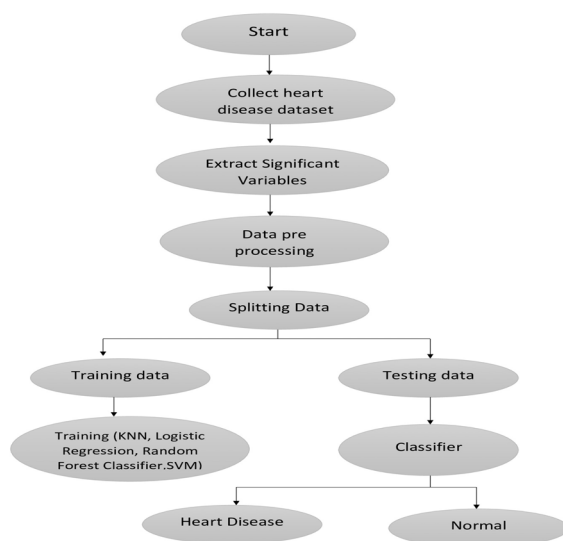 Start
Collect heart
disease dataset
Extract Significant
Variables
Data pre
processing
Splitting Data
Training data
Testing data
Training (KNN, Logistic
Regression, Random
Forest Classifier.SVM)
Classifier
Heart Disease
Normal